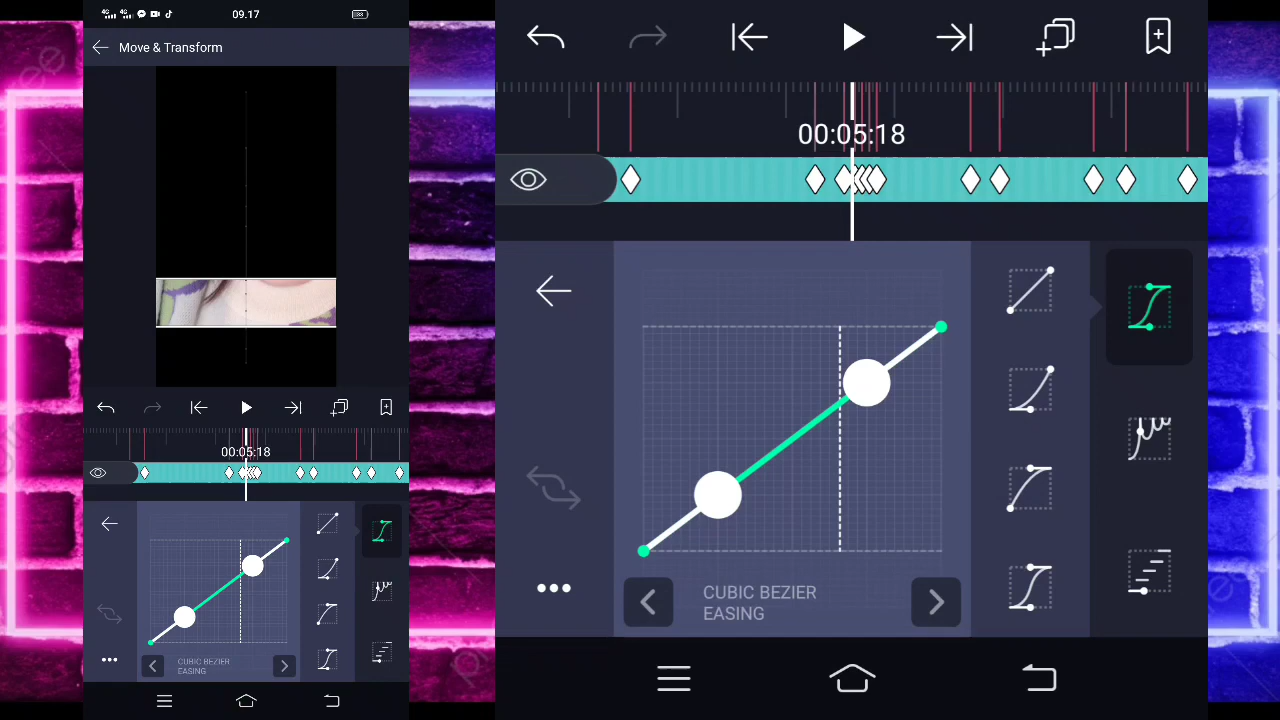 09.17
Move & Transform
00:05:18
CUBIC BEZIER
EASING
00:05:18
CUBIC BEZIER
EASING